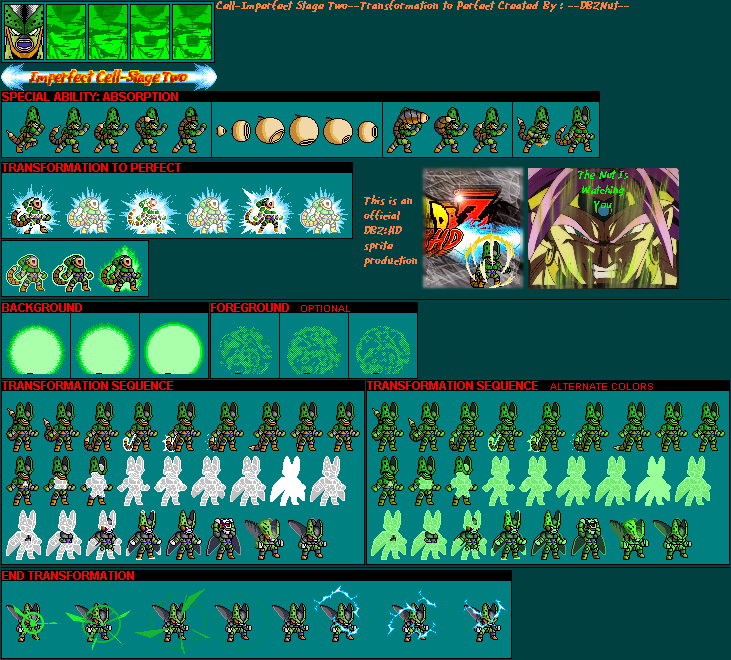 Cell-Imperfect Stage Two--Transformation to Perfect Created By : --DBZNut--
Imperfect Cell-Stage Two
SPECIAL ABILITY: ABSORPTION
TRANSFORMATION TO PERFECT
This is an
official
DBZ:HD
sprite
production
DBZ
HD
The Nut is
Watching
You
BACKGROUND
FOREGROUND OPTIONAL
TRANSFORMATION SEQUENCE
TRANSFORMATION SEQUENCE ALTERNATE COLORS
END TRANSFORMATION